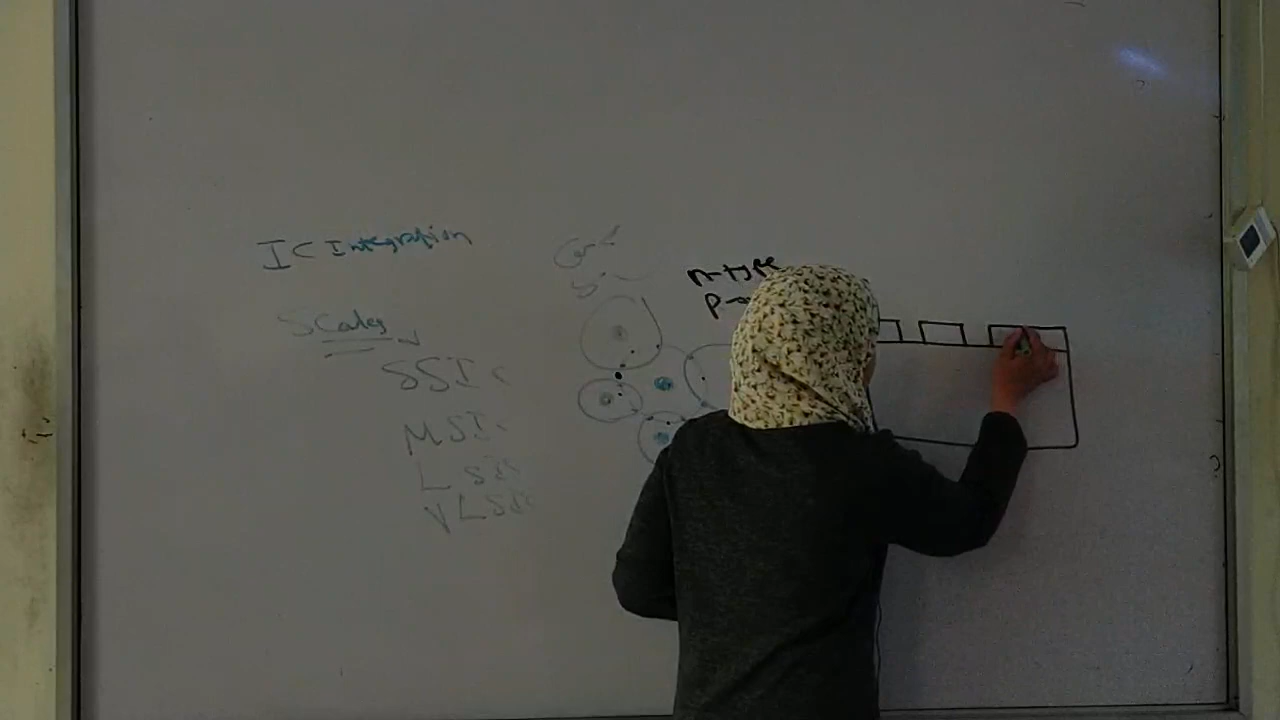 IC Integration
Scales
SSI
MSI
LSI
VLSI
n-type
p-